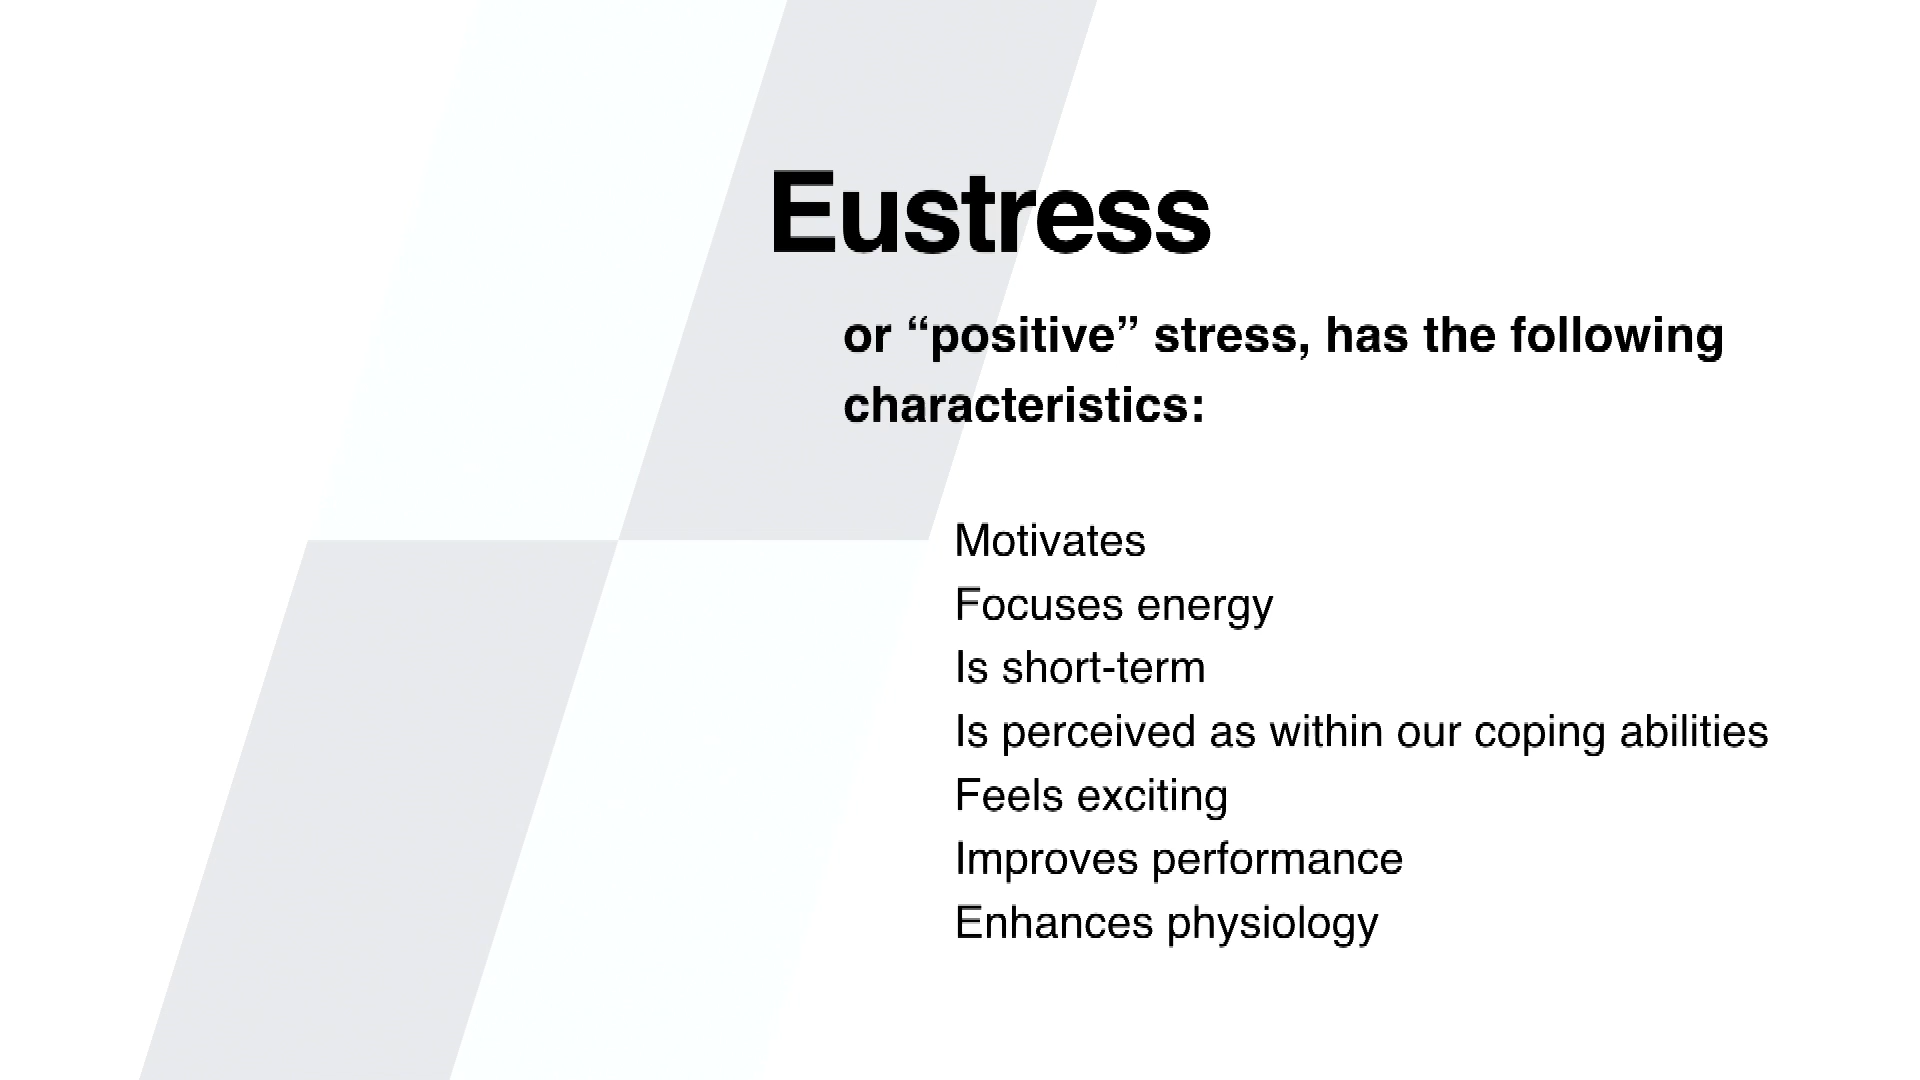 Eustress
or “positive” stress, has the following
characteristics:
Motivates
Focuses energy
Is short-term
Is perceived as within our coping abilities
Feels exciting
Improves performance
Enhances physiology